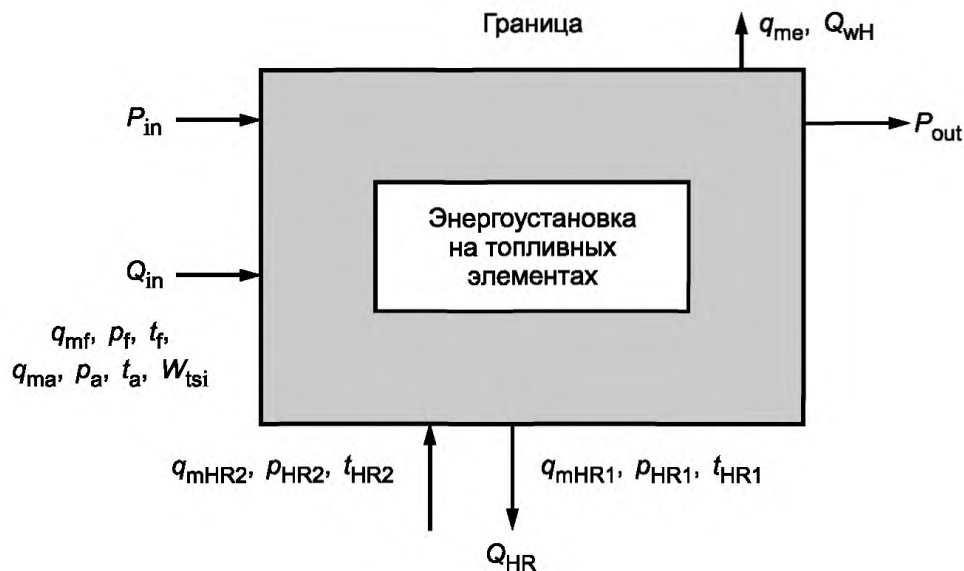 Граница
q_me, Q_wH
P_in
P_out
Энергоустановка
на топливных
элементах
Q_in
q_mf, p_f, t_f,
q_ma, p_a, t_a, W_tsi
q_mHR2, p_HR2, t_HR2
q_mHR1, p_HR1, t_HR1
Q_HR